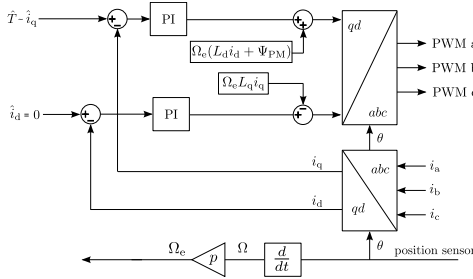 T̂ ~ î_q
PI
qd
PWM a
Ω_e(L_d i_d + Ψ_PM)
PWM b
Ω_e L_q i_q
PWM c
î_d = 0
PI
abc
θ
i_q
abc
i_a
i_b
i_d
qd
i_c
θ
position sensor
Ω_e
p
Ω
d/dt